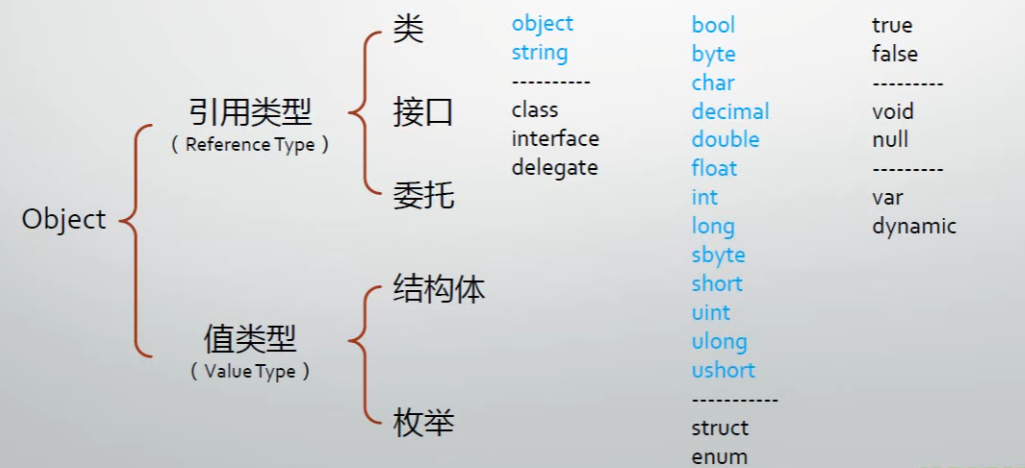 Object
引用类型
( Reference Type )
值类型
( Value Type )
类
接口
委托
结构体
枚举
object
string
----------
class
interface
delegate
bool
byte
char
decimal
double
float
int
long
sbyte
short
uint
ulong
ushort
-----------
struct
enum
true
false
---------
void
null
---------
var
dynamic